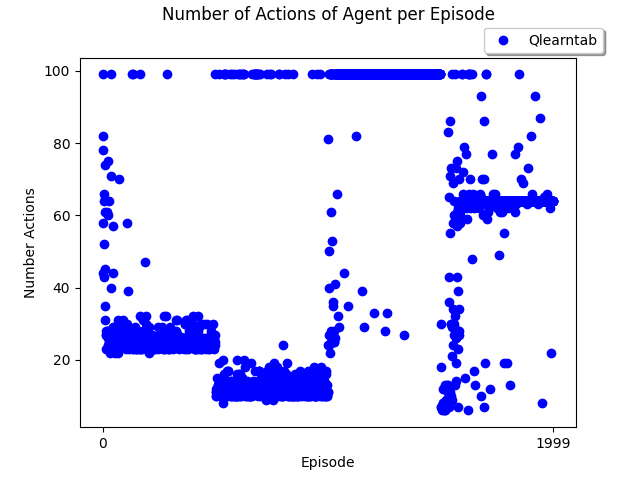 Number of Actions of Agent per Episode
Qlearntab
100
80
60
40
20
Number Actions
0
1999
Episode